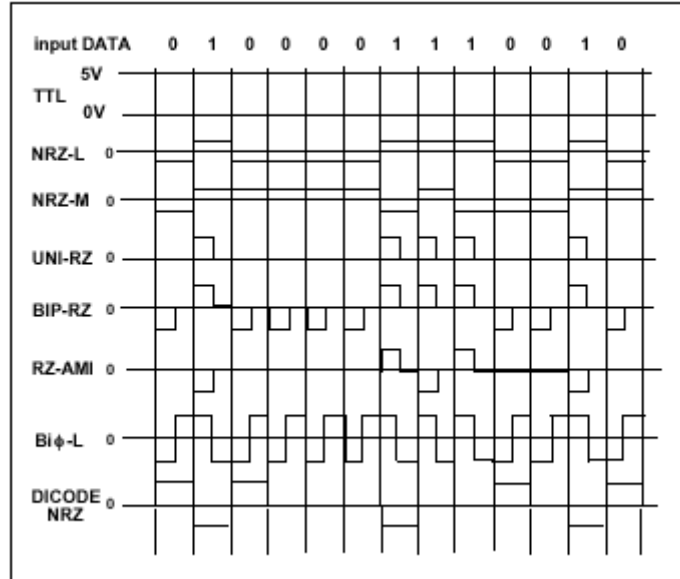 input DATA 0 1 0 0 0 0 1 1 1 0 0 1 0
5V
TTL
0V
NRZ-L 0
NRZ-M 0
UNI-RZ 0
BIP-RZ 0
RZ-AMI 0
Biϕ-L 0
DICODE 0
NRZ